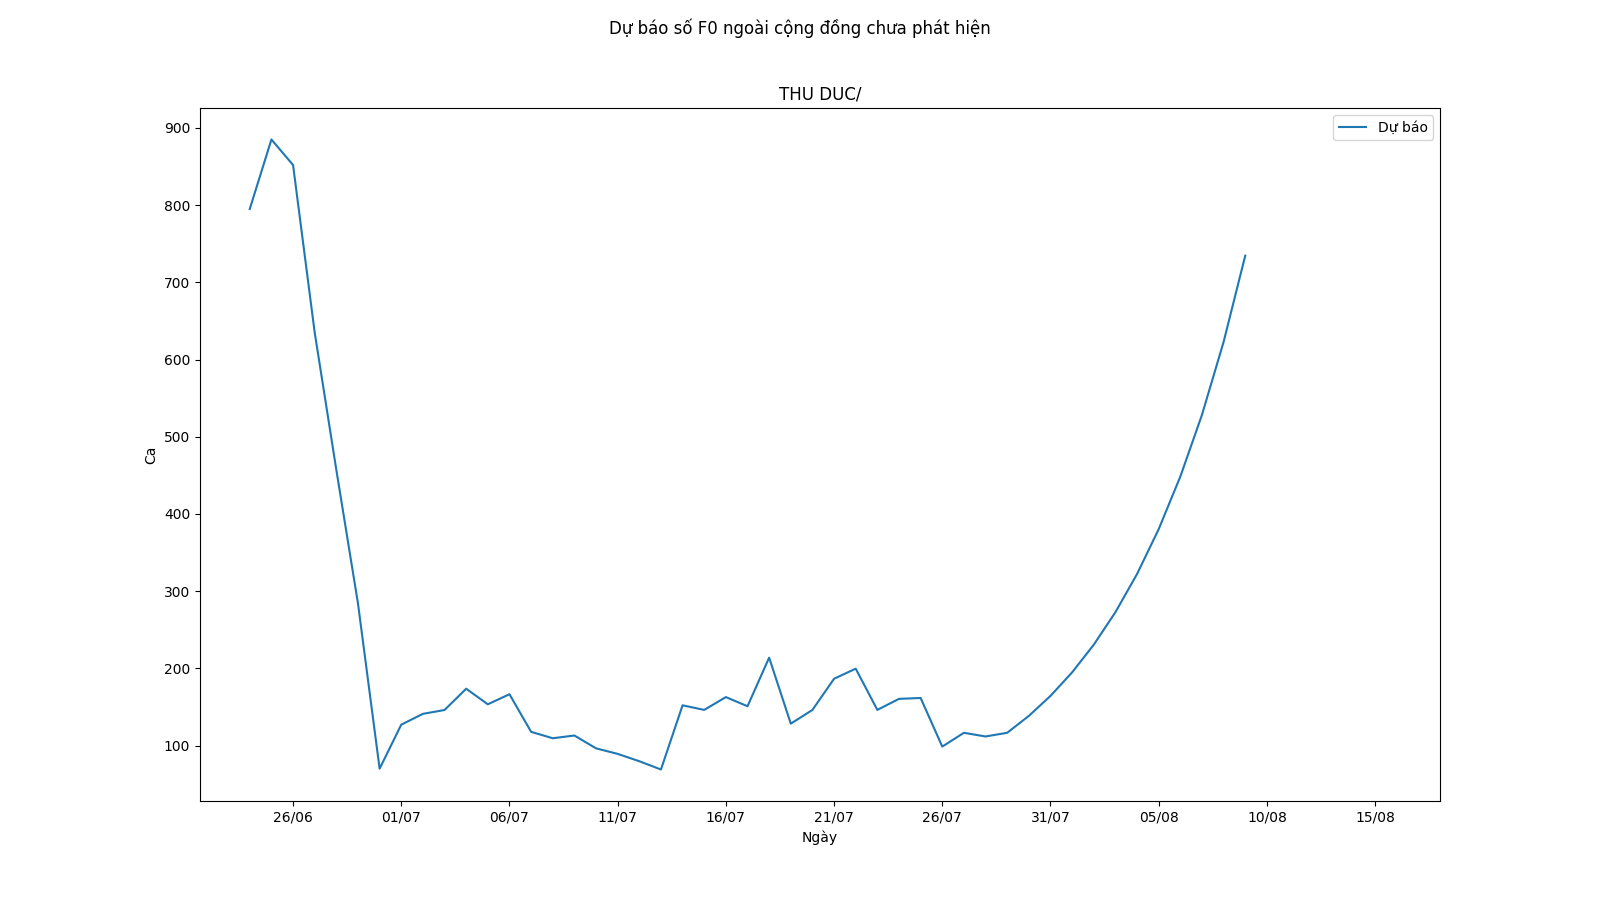 Dự báo số F0 ngoài cộng đồng chưa phát hiện
THU DUC/
Dự báo
900
800
700
600
500
400
300
200
100
Ca
26/06 01/07 06/07 11/07 16/07 21/07 26/07 31/07 05/08 10/08 15/08
Ngày